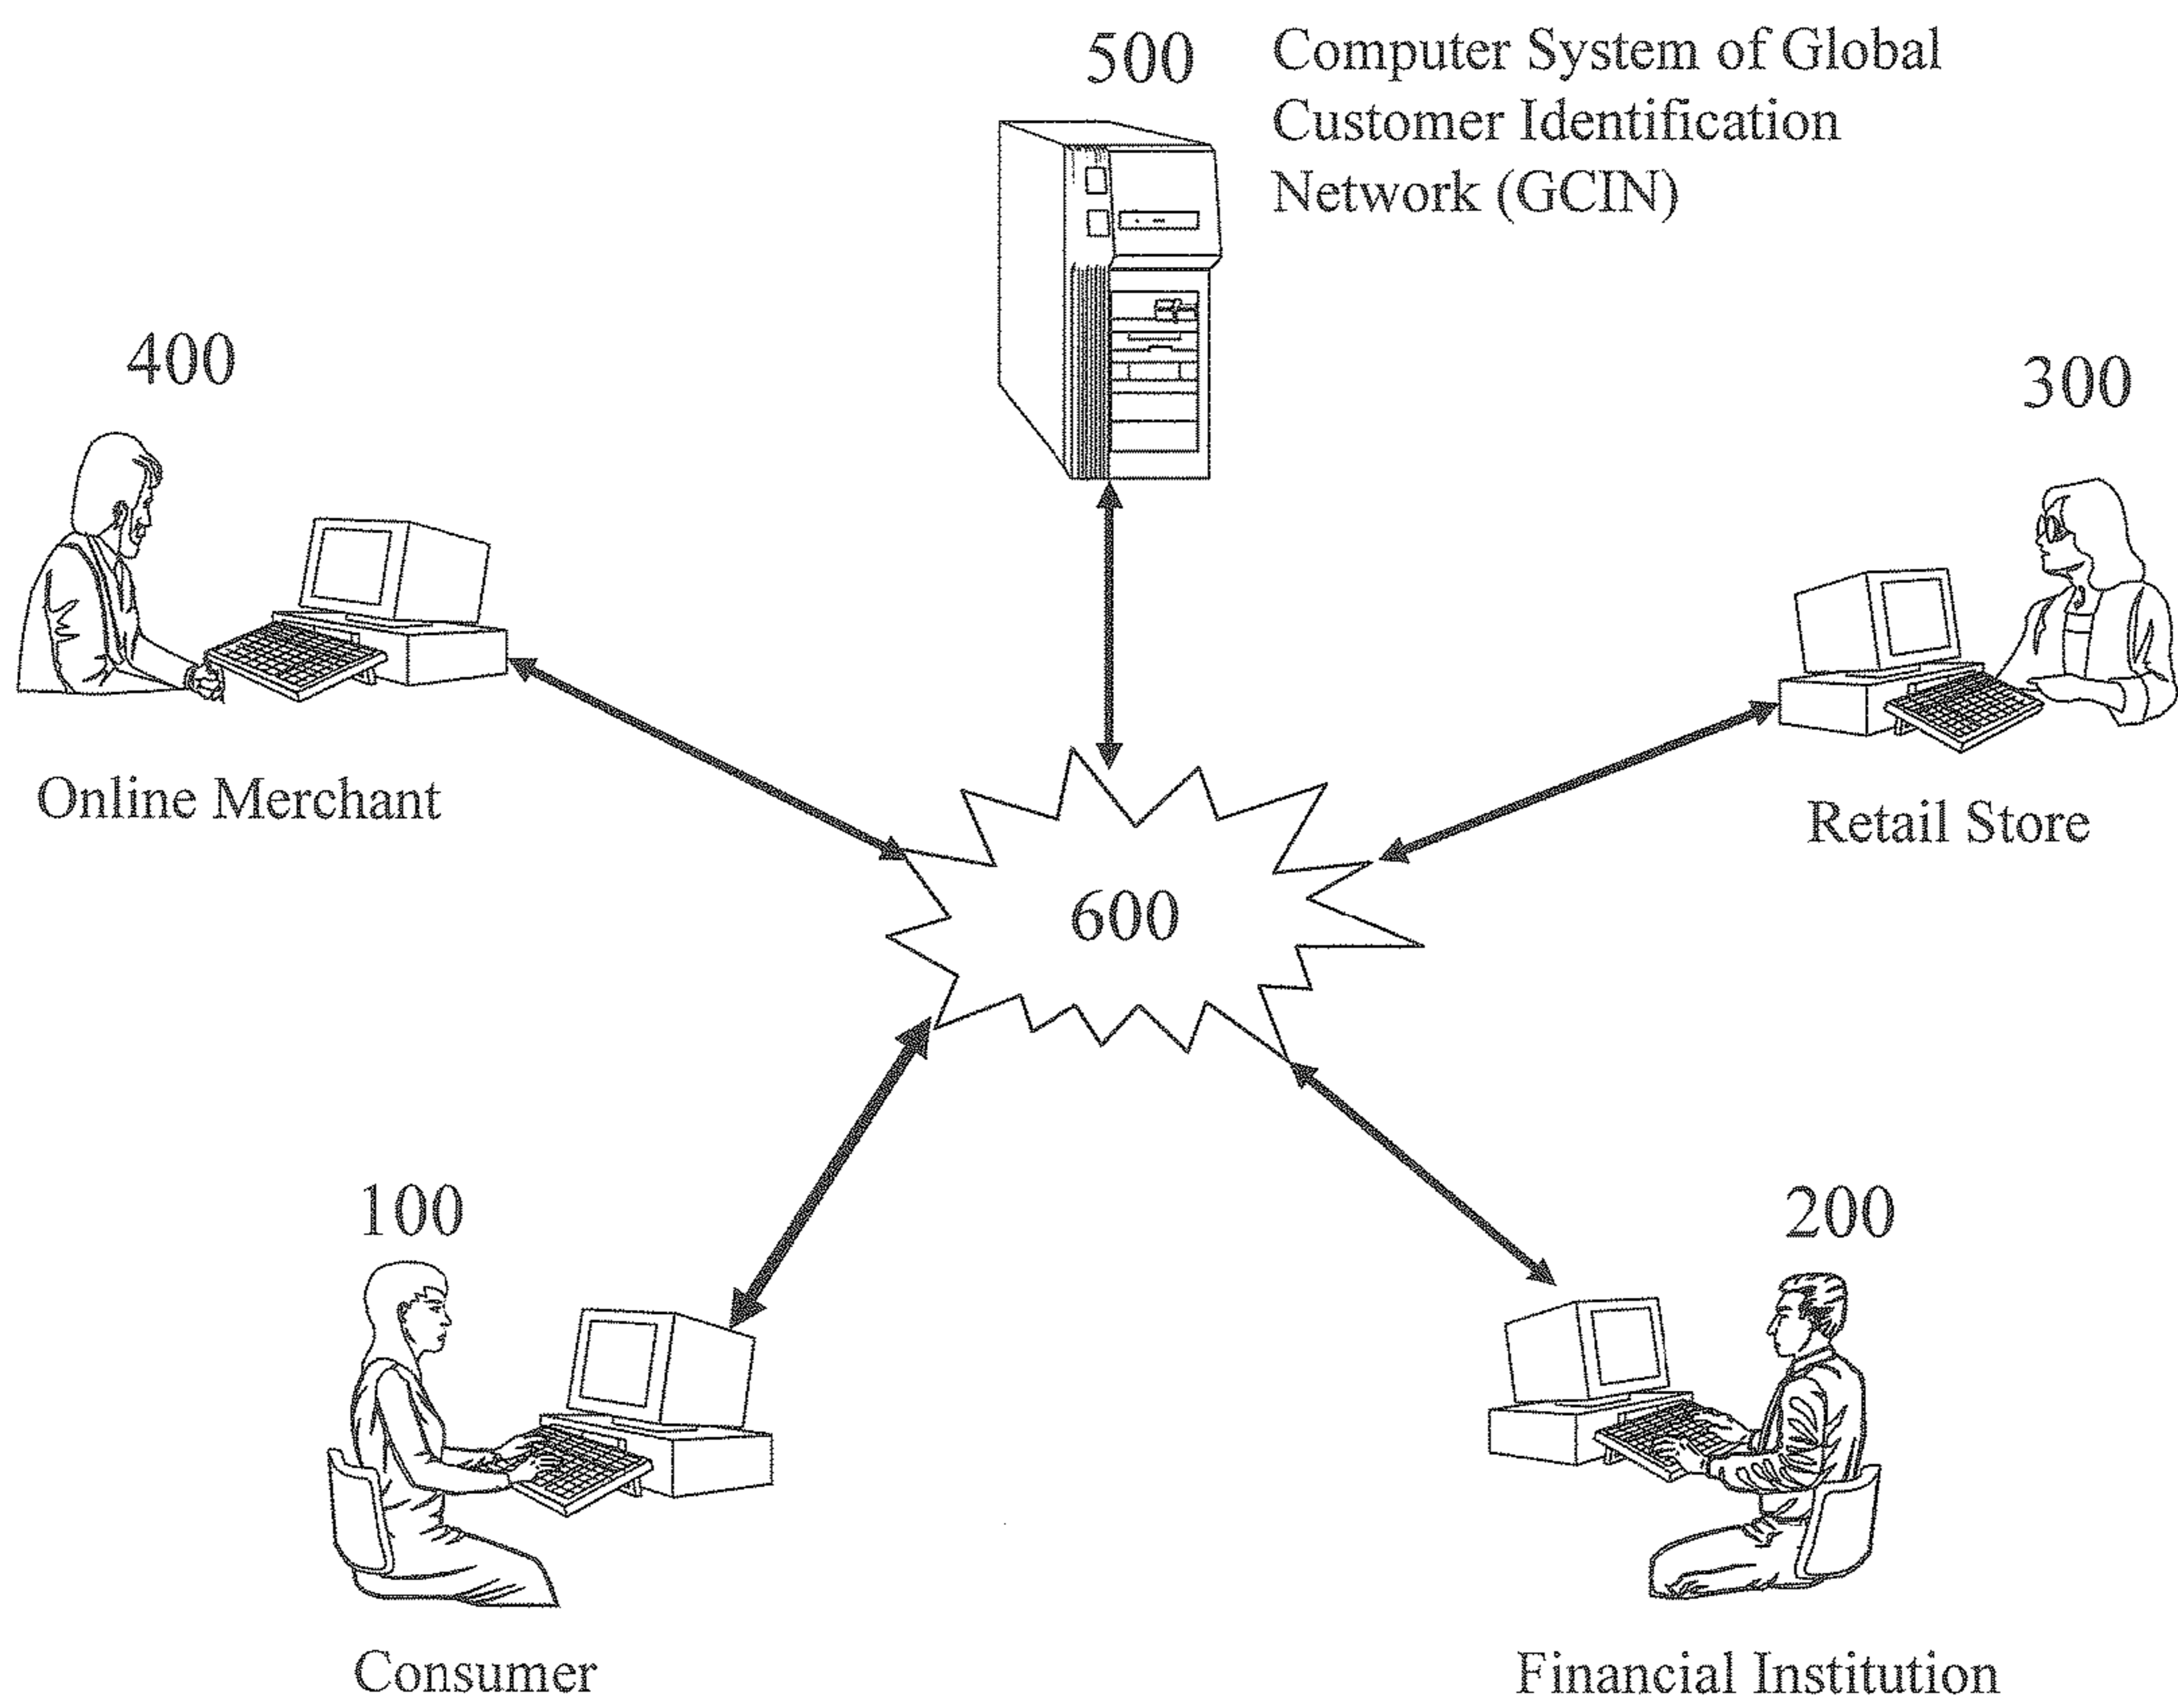 500
Computer System of Global
Customer Identification
Network (GCIN)
400
300
Online Merchant
Retail Store
600
100
200
Consumer
Financial Institution